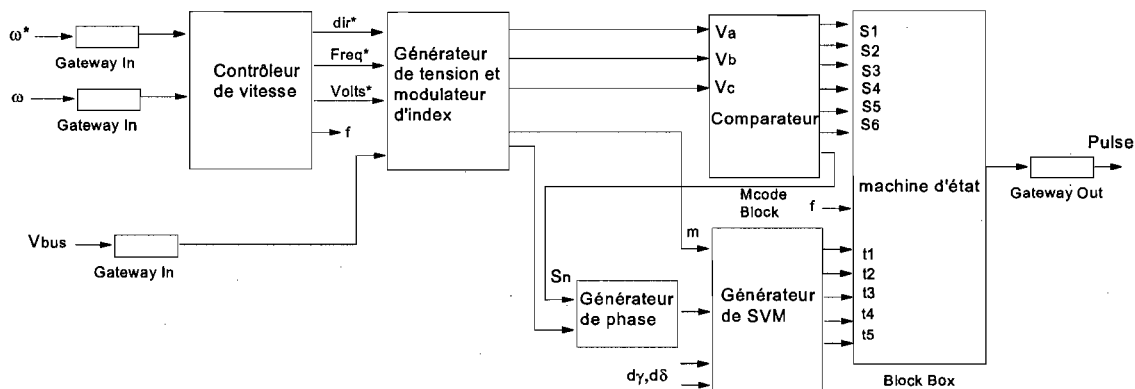 ω*
Gateway In
ω
Gateway In
Contrôleur
de vitesse
dir*
Freq*
Volts*
f
Générateur
de tension et
modulateur
d'index
Vbus
Gateway In
Va
Vb
Vc
Comparateur
Mcode
Block
S1
S2
S3
S4
S5
S6
machine d'état
f
m
Sn
Générateur
de phase
Générateur
de SVM
dγ,dδ
t1
t2
t3
t4
t5
Block Box
Pulse
Gateway Out